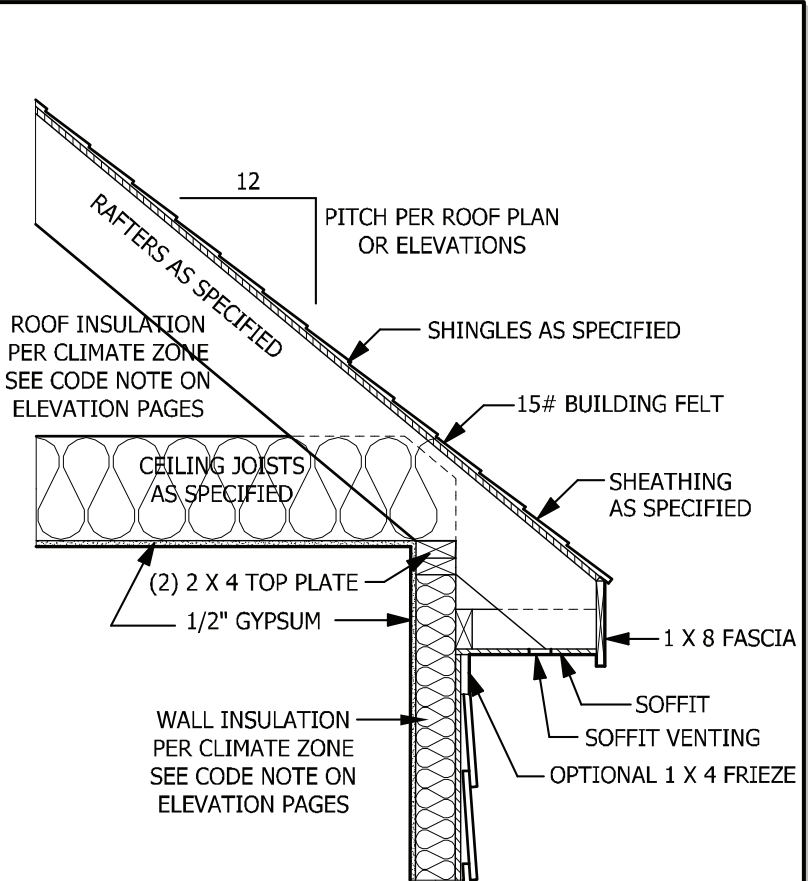 12
PITCH PER ROOF PLAN
OR ELEVATIONS
RAFTERS AS SPECIFIED
ROOF INSULATION
PER CLIMATE ZONE
SEE CODE NOTE ON
ELEVATION PAGES
SHINGLES AS SPECIFIED
15# BUILDING FELT
CEILING JOISTS
AS SPECIFIED
SHEATHING
AS SPECIFIED
(2) 2 X 4 TOP PLATE
1/2" GYPSUM
1 X 8 FASCIA
SOFFIT
SOFFIT VENTING
OPTIONAL 1 X 4 FRIEZE
WALL INSULATION
PER CLIMATE ZONE
SEE CODE NOTE ON
ELEVATION PAGES